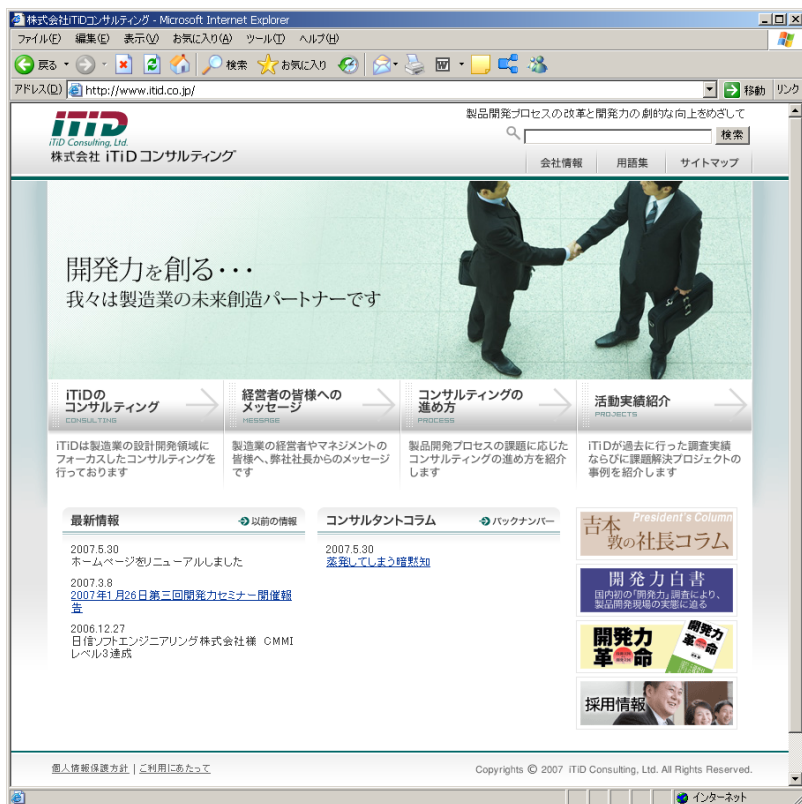 株式会社iTiDコンサルティング - Microsoft Internet Explorer
ファイル(F) 編集(E) 表示(V) お気に入り(A) ツール(T) ヘルプ(H)
戻る 検索 お気に入り
アドレス(D) http://www.itid.co.jp/ 移動 リンク
製品開発プロセスの改革と開発力の劇的な向上をめざして
iTiD
iTiD Consulting, Ltd.
検索
株式会社 iTiD コンサルティング
会社情報 用語集 サイトマップ
開発力を創る・・・
我々は製造業の未来創造パートナーです
iTiDの
コンサルティング
CONSULTING
経営者の皆様への
メッセージ
MESSAGE
コンサルティングの
進め方
PROCESS
活動実績紹介
PROJECTS
iTiDは製造業の設計開発領域に
フォーカスしたコンサルティングを
行っております
製造業の経営者やマネジメントの
皆様へ、弊社社長からのメッセージ
です
製品開発プロセスの課題に応じた
コンサルティングの進め方を紹介
します
iTiDが過去に行った調査実績
ならびに課題解決プロジェクトの
事例を紹介します
最新情報 以前の情報
2007.5.30
ホームページをリニューアルしました
2007.3.8
2007年1月26日第三回開発力セミナー開催報
告
2006.12.27
日信ソフトエンジニアリング株式会社様 CMMI
レベル3達成
コンサルタントコラム バックナンバー
2007.5.30
蒸発してしまう暗黙知
President's Column
吉本
敦の社長コラム
開発力白書
国内初の「開発力」調査により、
製品開発現場の実態に迫る
開発力
革命
開発力
革命
採用情報
個人情報保護方針 | ご利用にあたって
Copyrights © 2007 iTiD Consulting, Ltd. All Rights Reserved.
インターネット